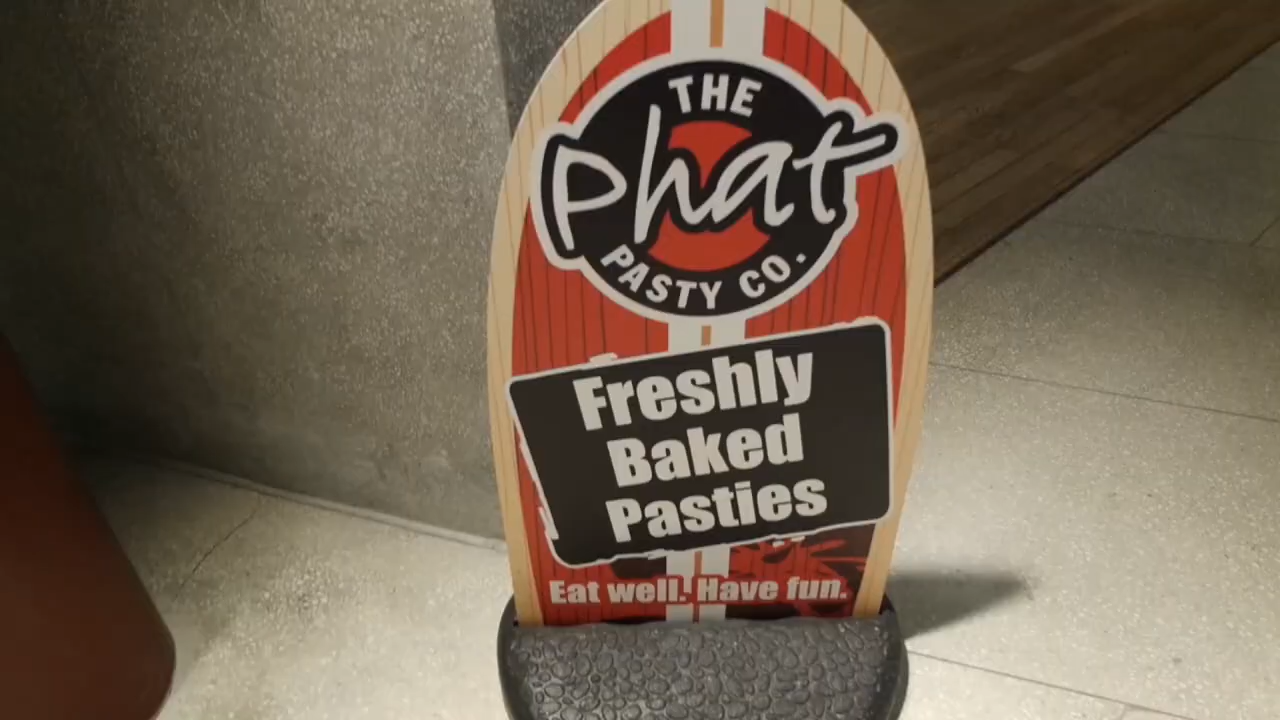 THE
phat
PASTY CO.
Freshly
Baked
Pasties
Eat well. Have fun.